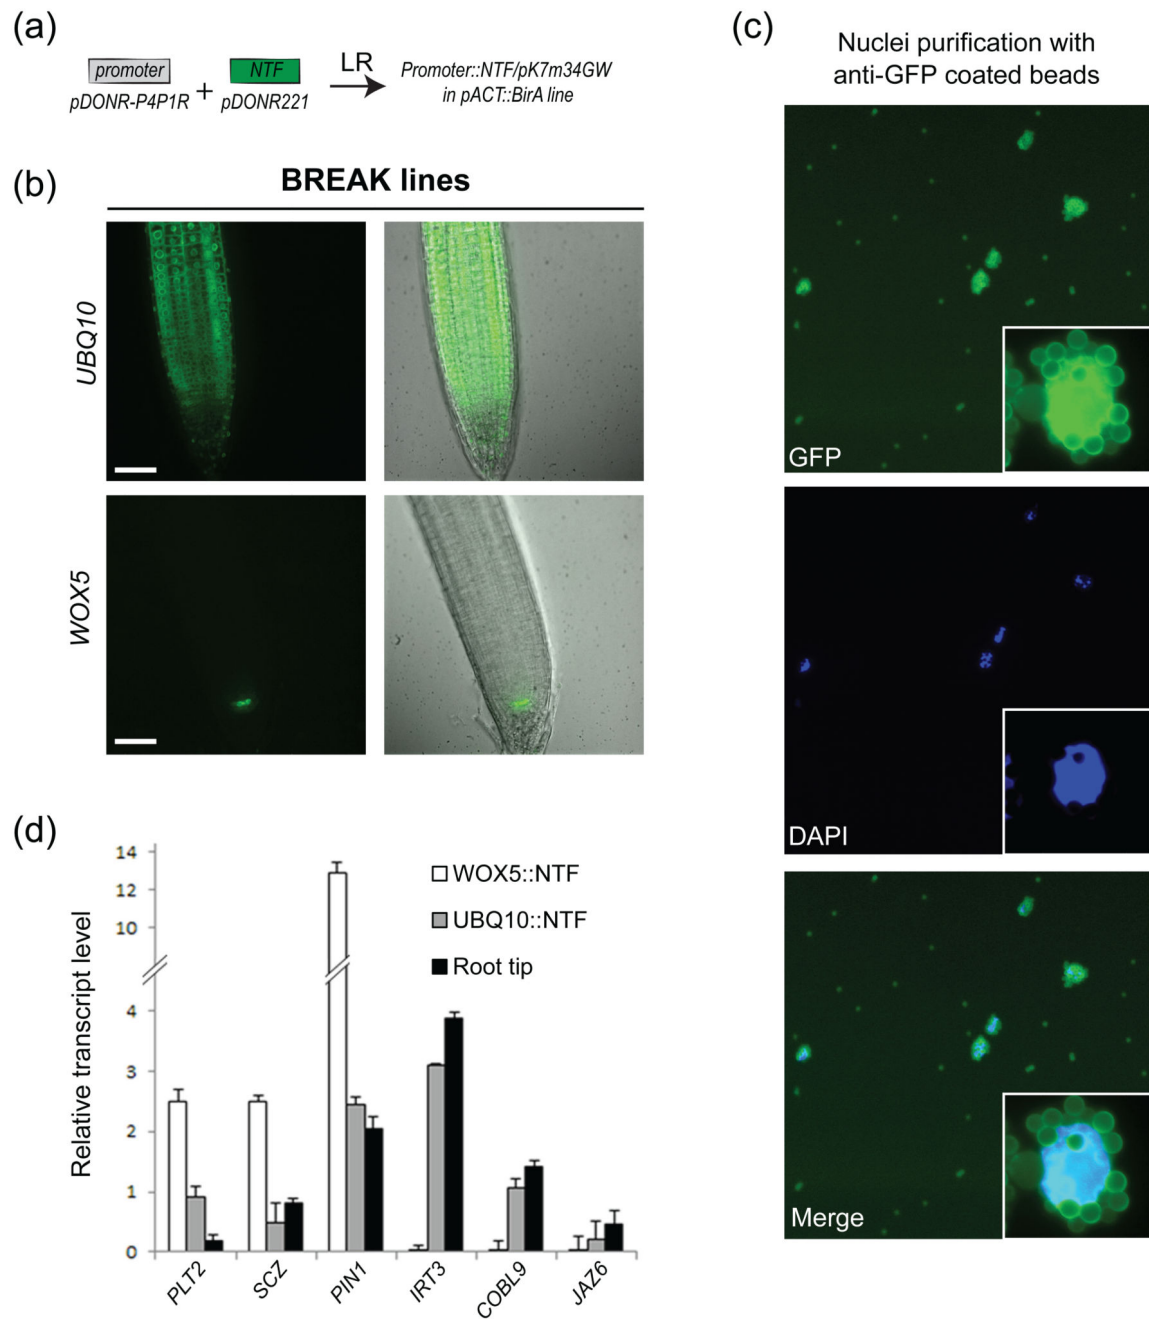 (a)
promoter
pDONR-P4P1R
+
NTF
pDONR221
LR
Promoter::NTF/pK7m34GW
in pACT::BirA line
(b)
BREAK lines
UBQ10
WOX5
(c)
Nuclei purification with
anti-GFP coated beads
GFP
DAPI
Merge
(d)
Relative transcript level
14
12
10
4
3
2
1
0
WOX5::NTF
UBQ10::NTF
Root tip
PLT2
SCZ
PIN1
IRT3
COBL9
JAZ6